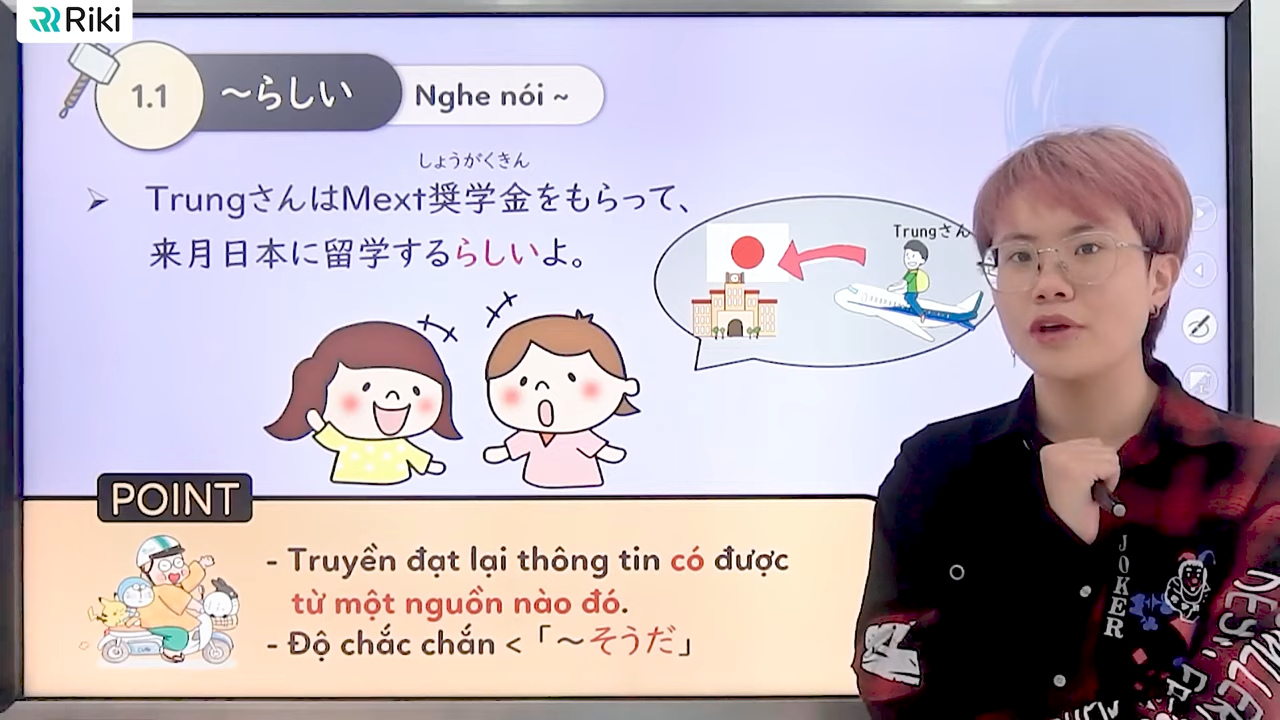 Riki
1.1
～らしい
Nghe nói ~
しょうがくきん
➢ TrungさんはMext奨学金をもらって、
来月日本に留学するらしいよ。
Trungさん
POINT
- Truyền đạt lại thông tin có được
từ một nguồn nào đó.
- Độ chắc chắn < 「～そうだ」
JOKER